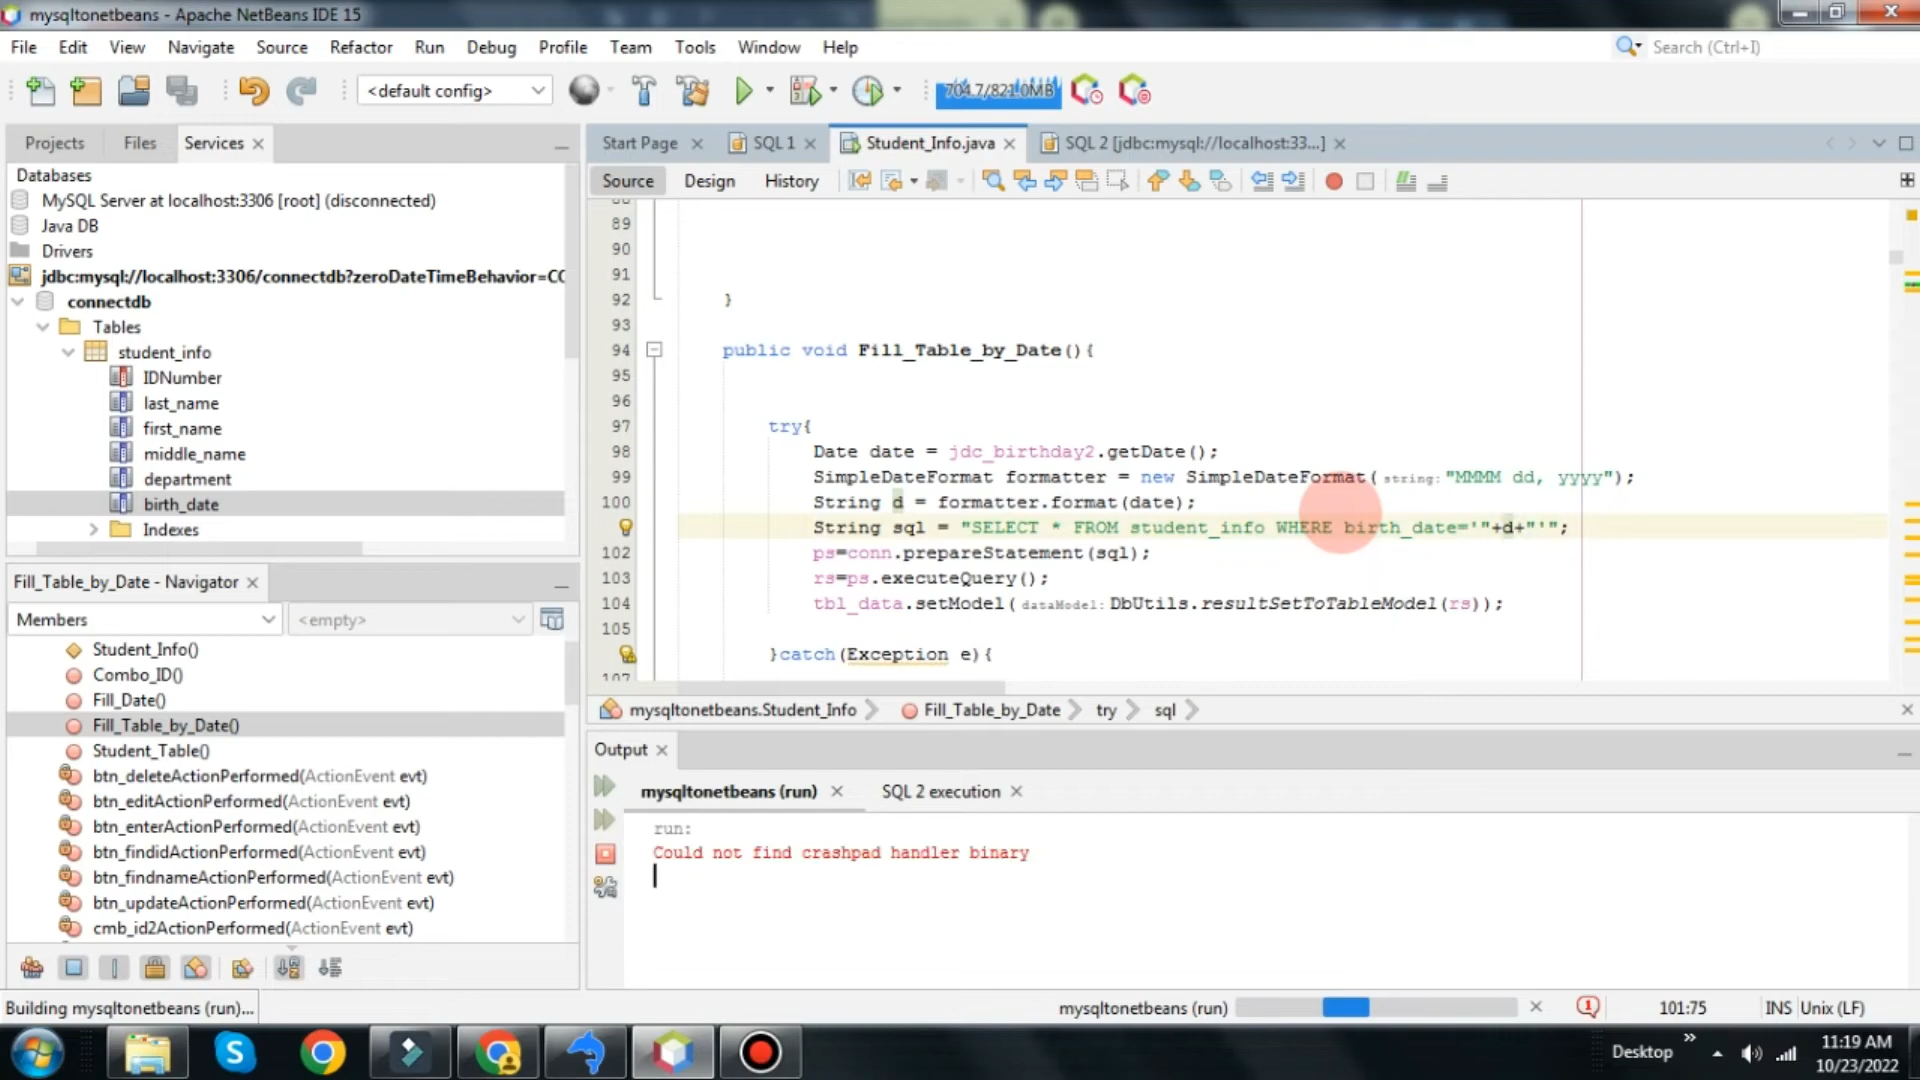 mysqltonetbeans - Apache NetBeans IDE 15
File Edit View Navigate Source Refactor Run Debug Profile Team Tools Window Help
Search (Ctrl+I)
<default config>
704.7/821.0MB
Projects Files Services
Databases
MySQL Server at localhost:3306 [root] (disconnected)
Java DB
Drivers
jdbc:mysql://localhost:3306/connectdb?zeroDateTimeBehavior=CO
connectdb
Tables
student_info
IDNumber
last_name
first_name
middle_name
department
birth_date
Indexes
Fill_Table_by_Date - Navigator
Members
<empty>
Student_Info()
Combo_ID()
Fill_Date()
Fill_Table_by_Date()
Student_Table()
btn_deleteActionPerformed(ActionEvent evt)
btn_editActionPerformed(ActionEvent evt)
btn_enterActionPerformed(ActionEvent evt)
btn_findidActionPerformed(ActionEvent evt)
btn_findnameActionPerformed(ActionEvent evt)
btn_updateActionPerformed(ActionEvent evt)
cmb_id2ActionPerformed(ActionEvent evt)
Start Page SQL 1 Student_Info.java SQL 2 [jdbc:mysql://localhost:33...]
Source Design History
89
90
91
92 }
93
94 public void Fill_Table_by_Date(){
95
96
97 try{
98 Date date = jdc_birthday2.getDate();
99 SimpleDateFormat formatter = new SimpleDateFormat(string:"MMMM dd, yyyy");
100 String d = formatter.format(date);
String sql = "SELECT * FROM student_info WHERE birth_date='"+d+"'";
102 ps=conn.prepareStatement(sql);
103 rs=ps.executeQuery();
104 tbl_data.setModel(dataModel:DbUtils.resultSetToTableModel(rs));
105
}catch(Exception e){
107
mysqltonetbeans.Student_Info Fill_Table_by_Date try sql
Output
mysqltonetbeans (run) SQL 2 execution
run:
Could not find crashpad handler binary
Building mysqltonetbeans (run)...
mysqltonetbeans (run)
101:75
INS
Unix (LF)
Desktop
11:19 AM
10/23/2022